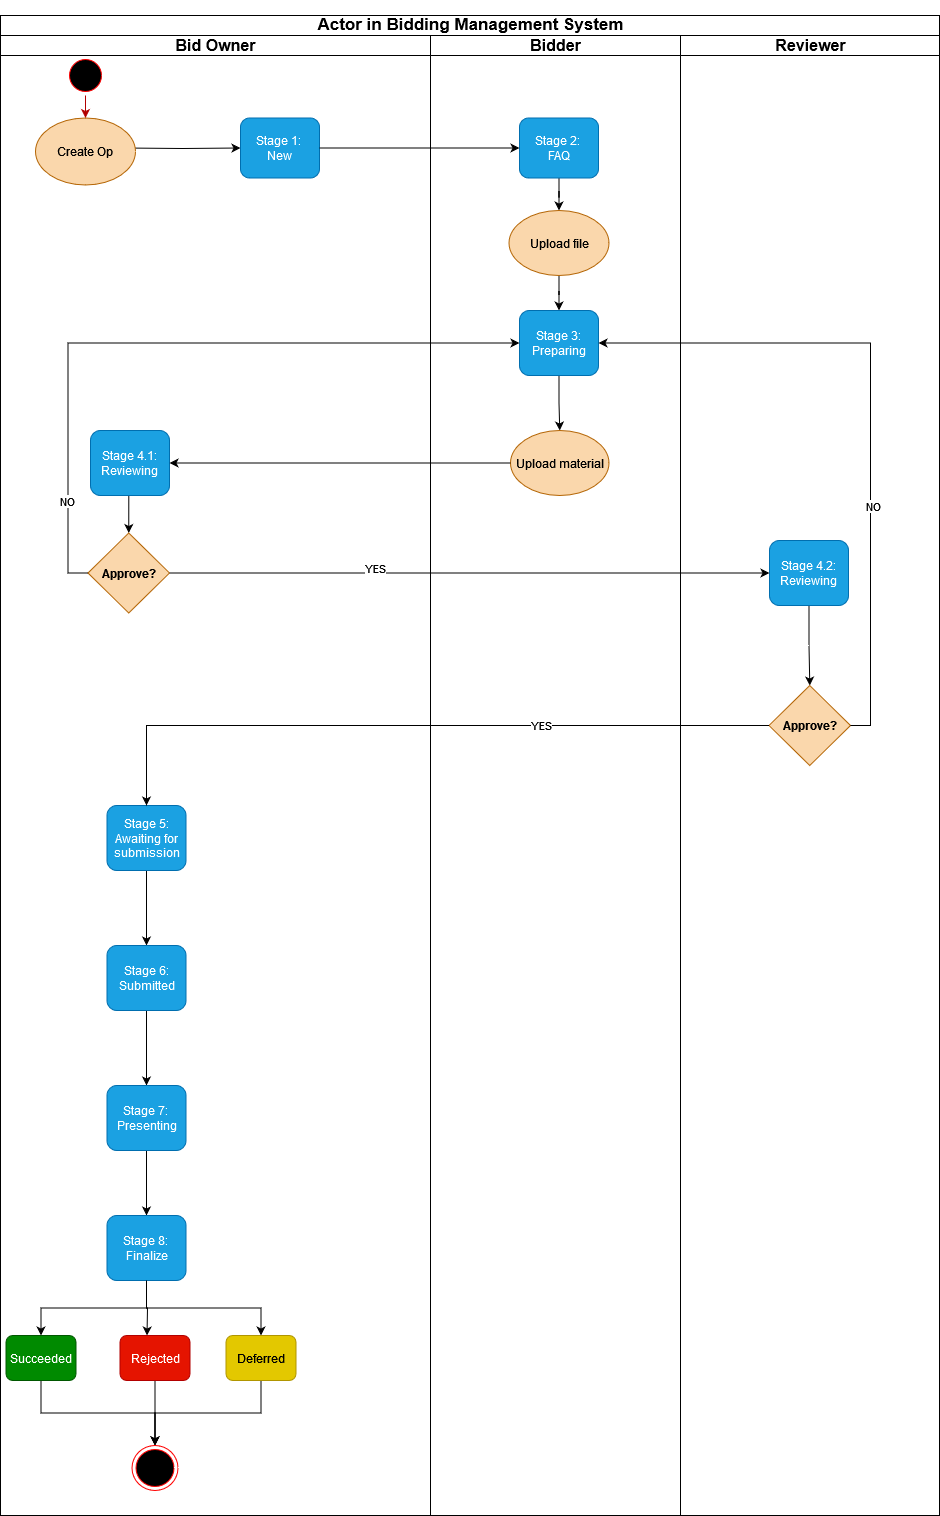 Actor in Bidding Management System
Bid Owner
Bidder
Reviewer
Create Op
Stage 1:
New
Stage 2:
FAQ
Upload file
Stage 3:
Preparing
Stage 4.1:
Reviewing
Upload material
NO
NO
Approve?
YES
Stage 4.2:
Reviewing
YES
Approve?
Stage 5:
Awaiting for
submission
Stage 6:
Submitted
Stage 7:
Presenting
Stage 8:
Finalize
Succeeded
Rejected
Deferred